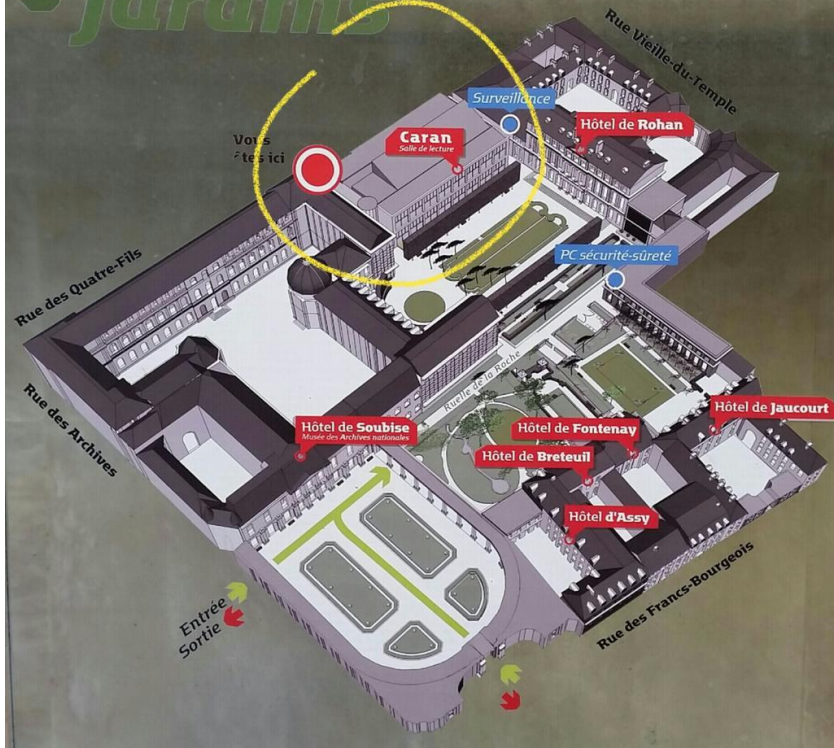 jardins
Rue Vieille-du-Temple
Surveillance
Hôtel de Rohan
Caran
Salle de lecture
Vous
êtes ici
PC sécurité-sûreté
Rue des Quatre-Fils
Ruelle de la Roche
Rue des Archives
Hôtel de Jaucourt
Hôtel de Soubise
Musée des Archives nationales
Hôtel de Fontenay
Hôtel de Breteuil
Hôtel d'Assy
Rue des Francs-Bourgeois
Entrée
Sortie